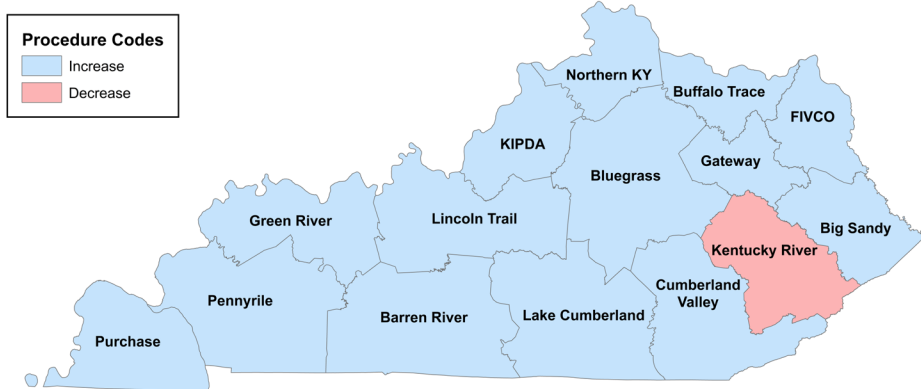 Procedure Codes
Increase
Decrease
Northern KY
Buffalo Trace
FIVCO
KIPDA
Gateway
Bluegrass
Green River
Lincoln Trail
Big Sandy
Kentucky River
Cumberland
Valley
Pennyrile
Barren River
Lake Cumberland
Purchase